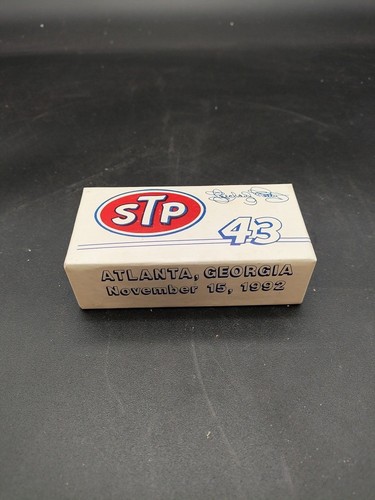 STP
43
ATLANTA, GEORGIA
November 15, 1992